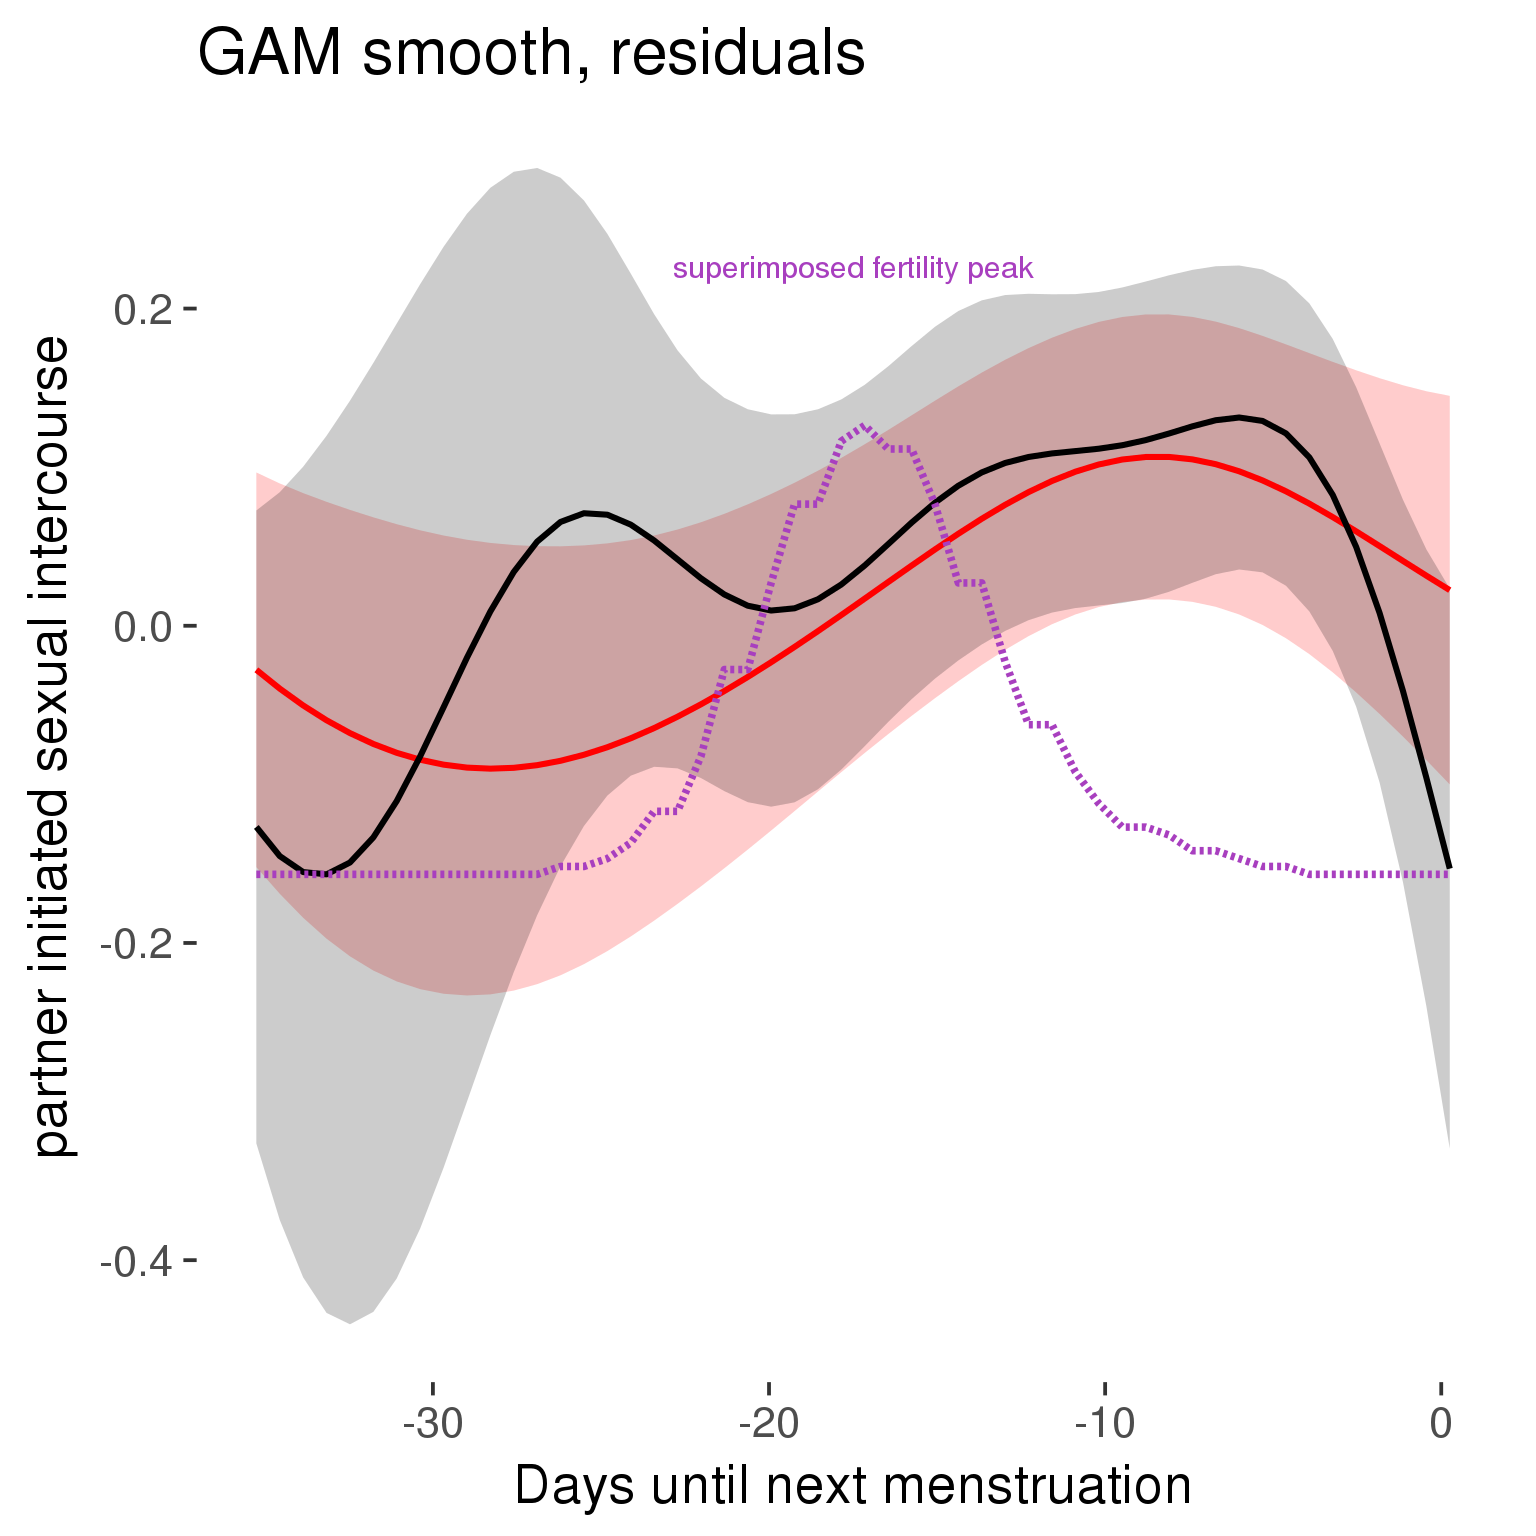 GAM smooth, residuals
superimposed fertility peak
partner initiated sexual intercourse
0.2
0.0
-0.2
-0.4
-30
-20
-10
0
Days until next menstruation